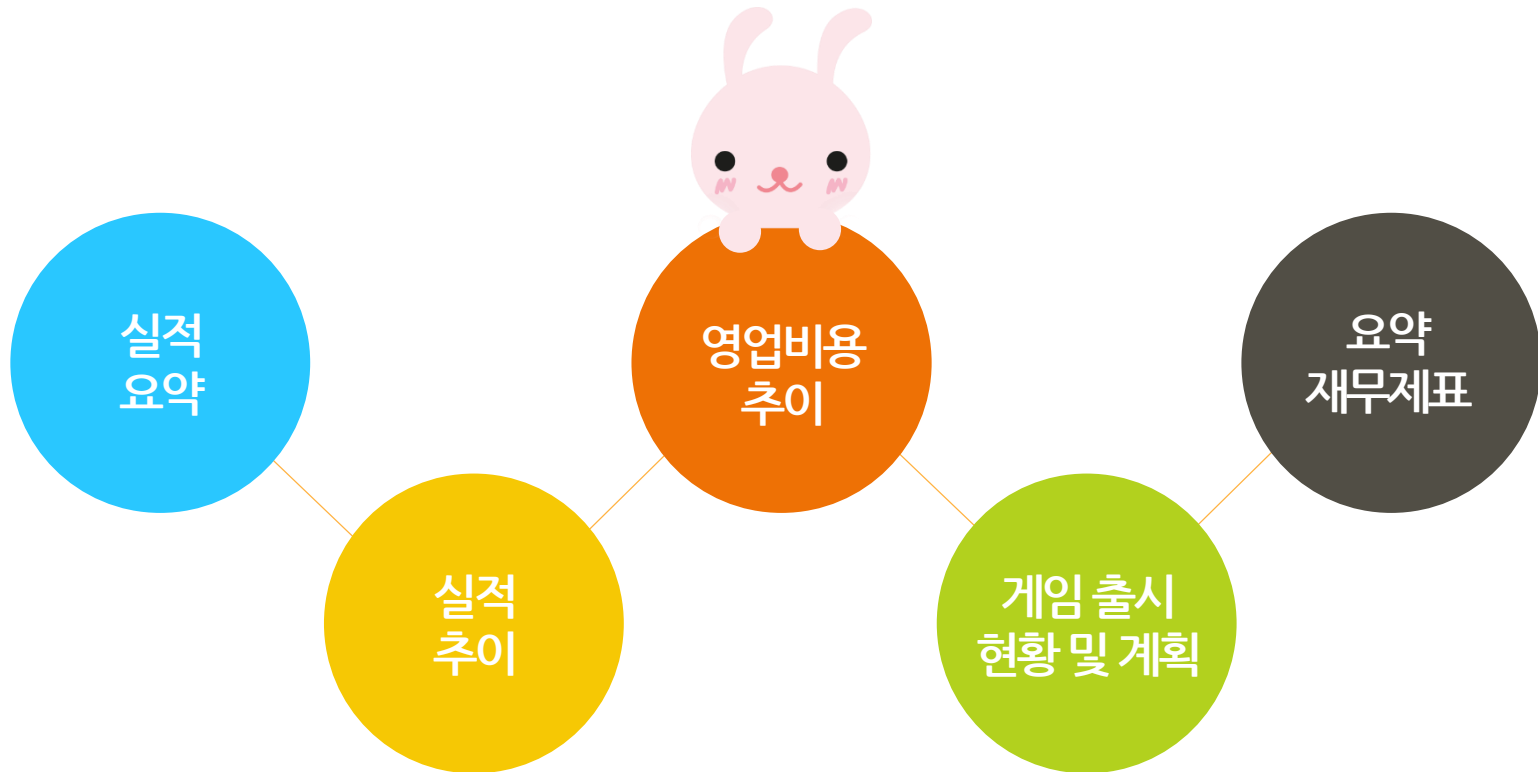 실적
요약
실적
추이
영업비용
추이
게임 출시
현황 및 계획
요약
재무제표